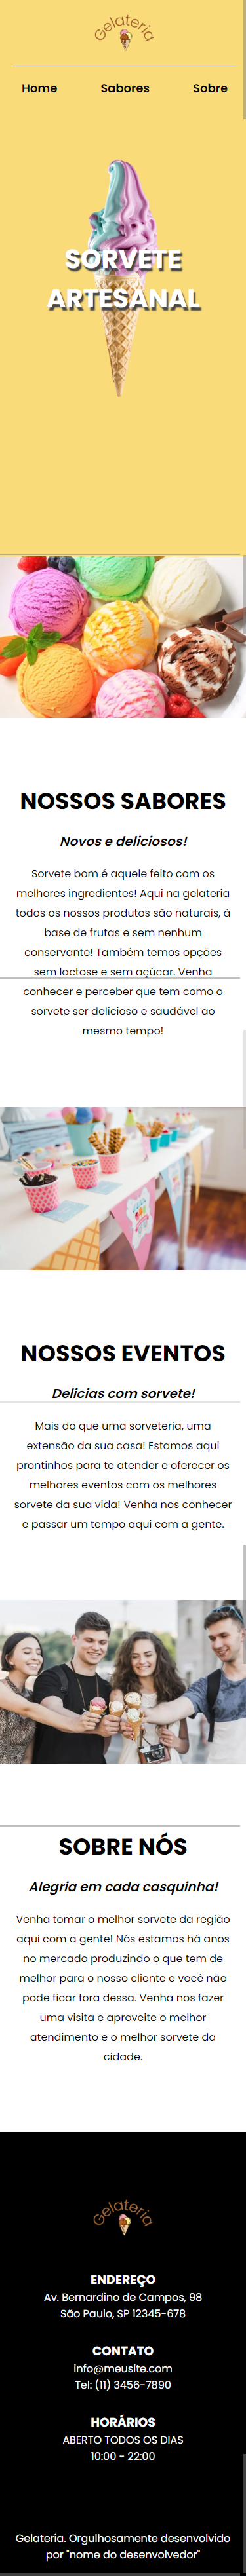 Gelateria
Home Sabores Sobre
SORVETE
ARTESANAL
NOSSOS SABORES
Novos e deliciosos!
Sorvete bom é aquele feito com os
melhores ingredientes! Aqui na gelateria
todos os nossos produtos são naturais, à
base de frutas e sem nenhum
conservante! Também temos opções
sem lactose e sem açúcar. Venha
conhecer e perceber que tem como o
sorvete ser delicioso e saudável ao
mesmo tempo!
NOSSOS EVENTOS
Delicias com sorvete!
Mais do que uma sorveteria, uma
extensão da sua casa! Estamos aqui
prontinhos para te atender e oferecer os
melhores eventos com os melhores
sorvete da sua vida! Venha nos conhecer
e passar um tempo aqui com a gente.
SOBRE NÓS
Alegria em cada casquinha!
Venha tomar o melhor sorvete da região
aqui com a gente! Nós estamos há anos
no mercado produzindo o que tem de
melhor para o nosso cliente e você não
pode ficar fora dessa. Venha nos fazer
uma visita e aproveite o melhor
atendimento e o melhor sorvete da
cidade.
Gelateria
ENDEREÇO
Av. Bernardino de Campos, 98
São Paulo, SP 12345-678
CONTATO
info@meusite.com
Tel: (11) 3456-7890
HORÁRIOS
ABERTO TODOS OS DIAS
10:00 - 22:00
Gelateria. Orgulhosamente desenvolvido
por "nome do desenvolvedor"